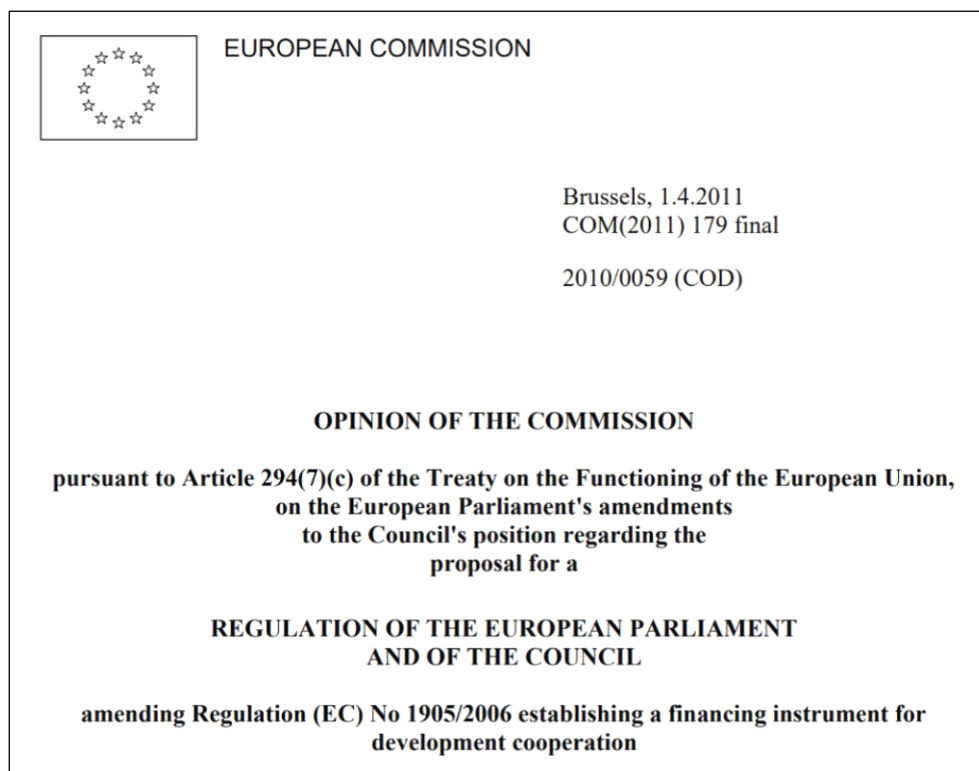 EUROPEAN COMMISSION
Brussels, 1.4.2011
COM(2011) 179 final
2010/0059 (COD)
OPINION OF THE COMMISSION
pursuant to Article 294(7)(c) of the Treaty on the Functioning of the European Union,
on the European Parliament's amendments
to the Council's position regarding the
proposal for a
REGULATION OF THE EUROPEAN PARLIAMENT
AND OF THE COUNCIL
amending Regulation (EC) No 1905/2006 establishing a financing instrument for
development cooperation